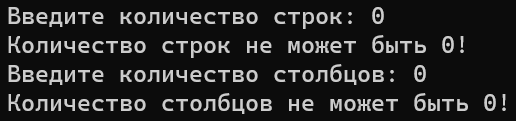 Введите количество строк: 0
Количество строк не может быть 0!
Введите количество столбцов: 0
Количество столбцов не может быть 0!